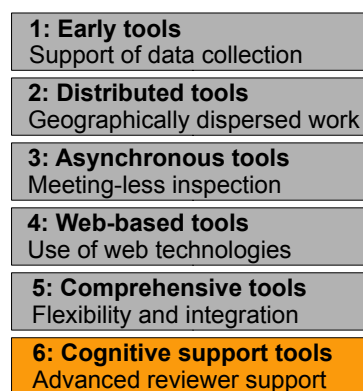 1: Early tools
Support of data collection
2: Distributed tools
Geographically dispersed work
3: Asynchronous tools
Meeting-less inspection
4: Web-based tools
Use of web technologies
5: Comprehensive tools
Flexibility and integration
6: Cognitive support tools
Advanced reviewer support